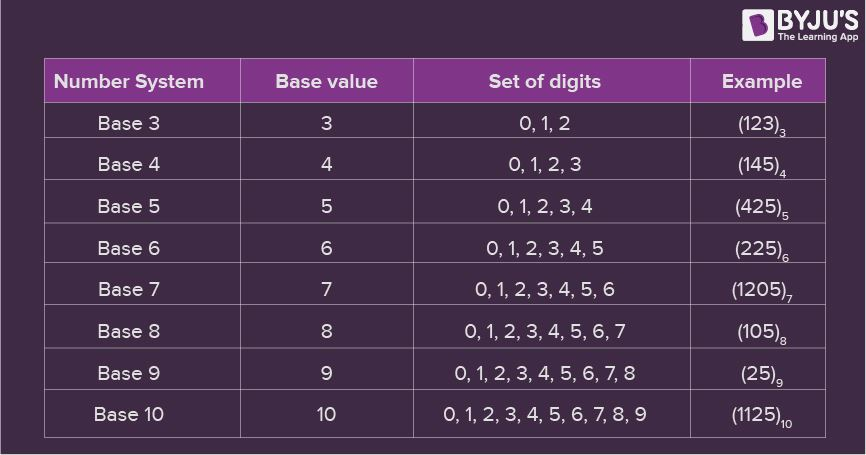 BYJU'S
The Learning App
Number System Base value Set of digits Example
Base 3 3 0, 1, 2 (123)₃
Base 4 4 0, 1, 2, 3 (145)₄
Base 5 5 0, 1, 2, 3, 4 (425)₅
Base 6 6 0, 1, 2, 3, 4, 5 (225)₆
Base 7 7 0, 1, 2, 3, 4, 5, 6 (1205)₇
Base 8 8 0, 1, 2, 3, 4, 5, 6, 7 (105)₈
Base 9 9 0, 1, 2, 3, 4, 5, 6, 7, 8 (25)₉
Base 10 10 0, 1, 2, 3, 4, 5, 6, 7, 8, 9 (1125)₁₀